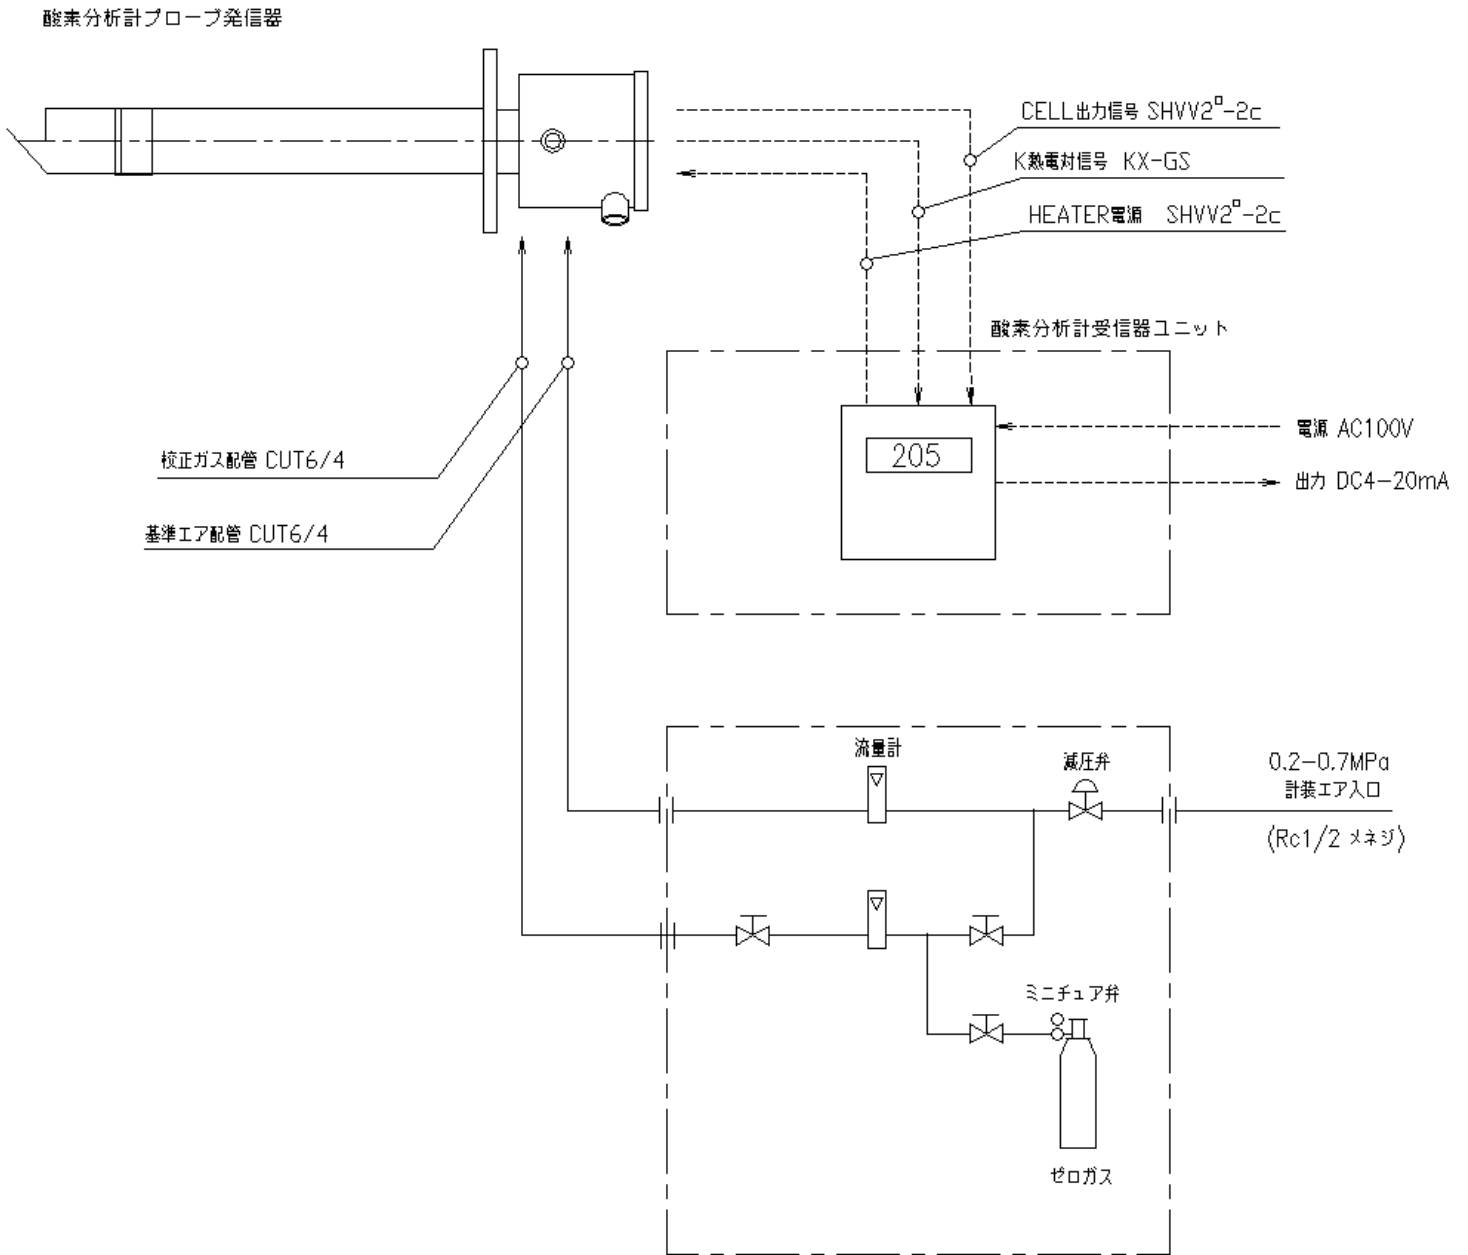 酸素分析計プローブ発信器
CELL出力信号 SHVV2□-2c
K熱電対信号 KX-GS
HEATER電源 SHVV2□-2c
酸素分析計受信器ユニット
電源 AC100V
205
出力 DC4-20mA
校正ガス配管 CUT6/4
基準エア配管 CUT6/4
流量計
減圧弁
0.2-0.7MPa
計装エア入口
(Rc1/2 メネジ)
ミニチュア弁
ゼロガス